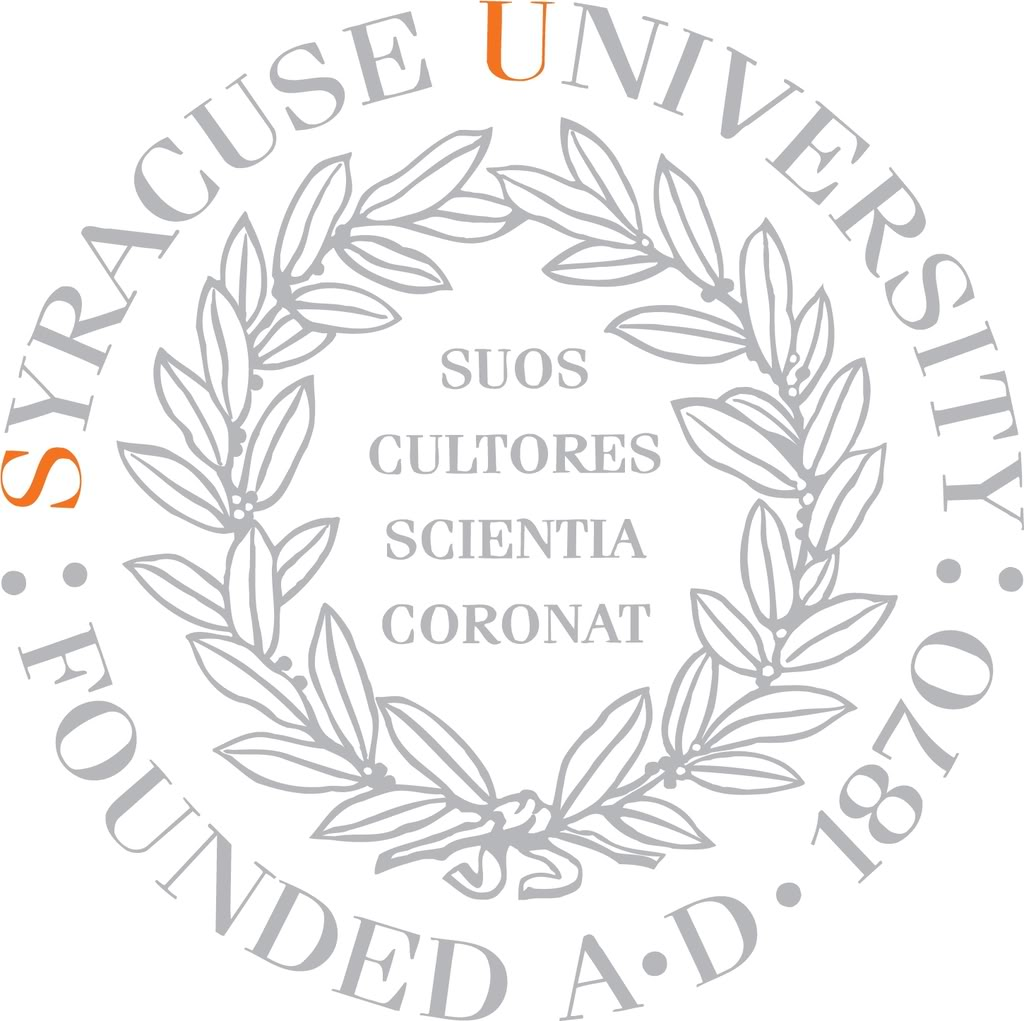 SYRACUSE UNIVERSITY :
FOUNDED A·D·1870 :
SUOS
CULTORES
SCIENTIA
CORONAT